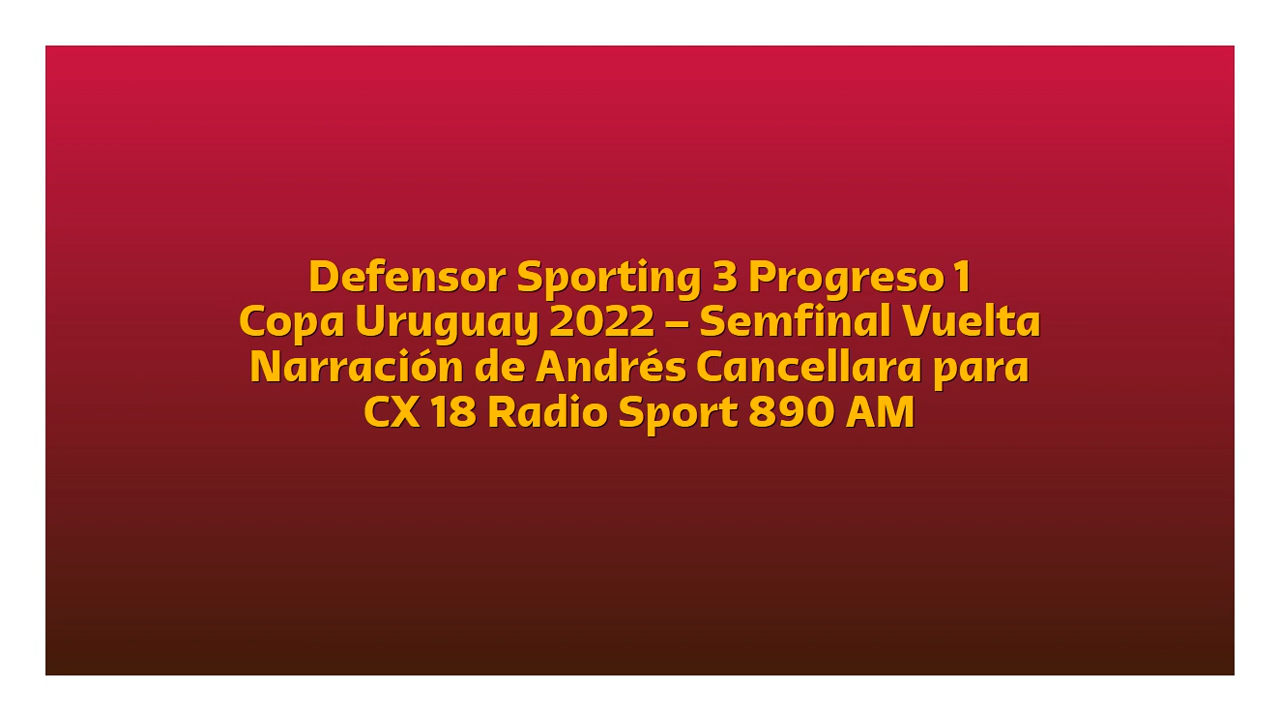 Defensor Sporting 3 Progreso 1
Copa Uruguay 2022 – Semfinal Vuelta
Narración de Andrés Cancellara para
CX 18 Radio Sport 890 AM